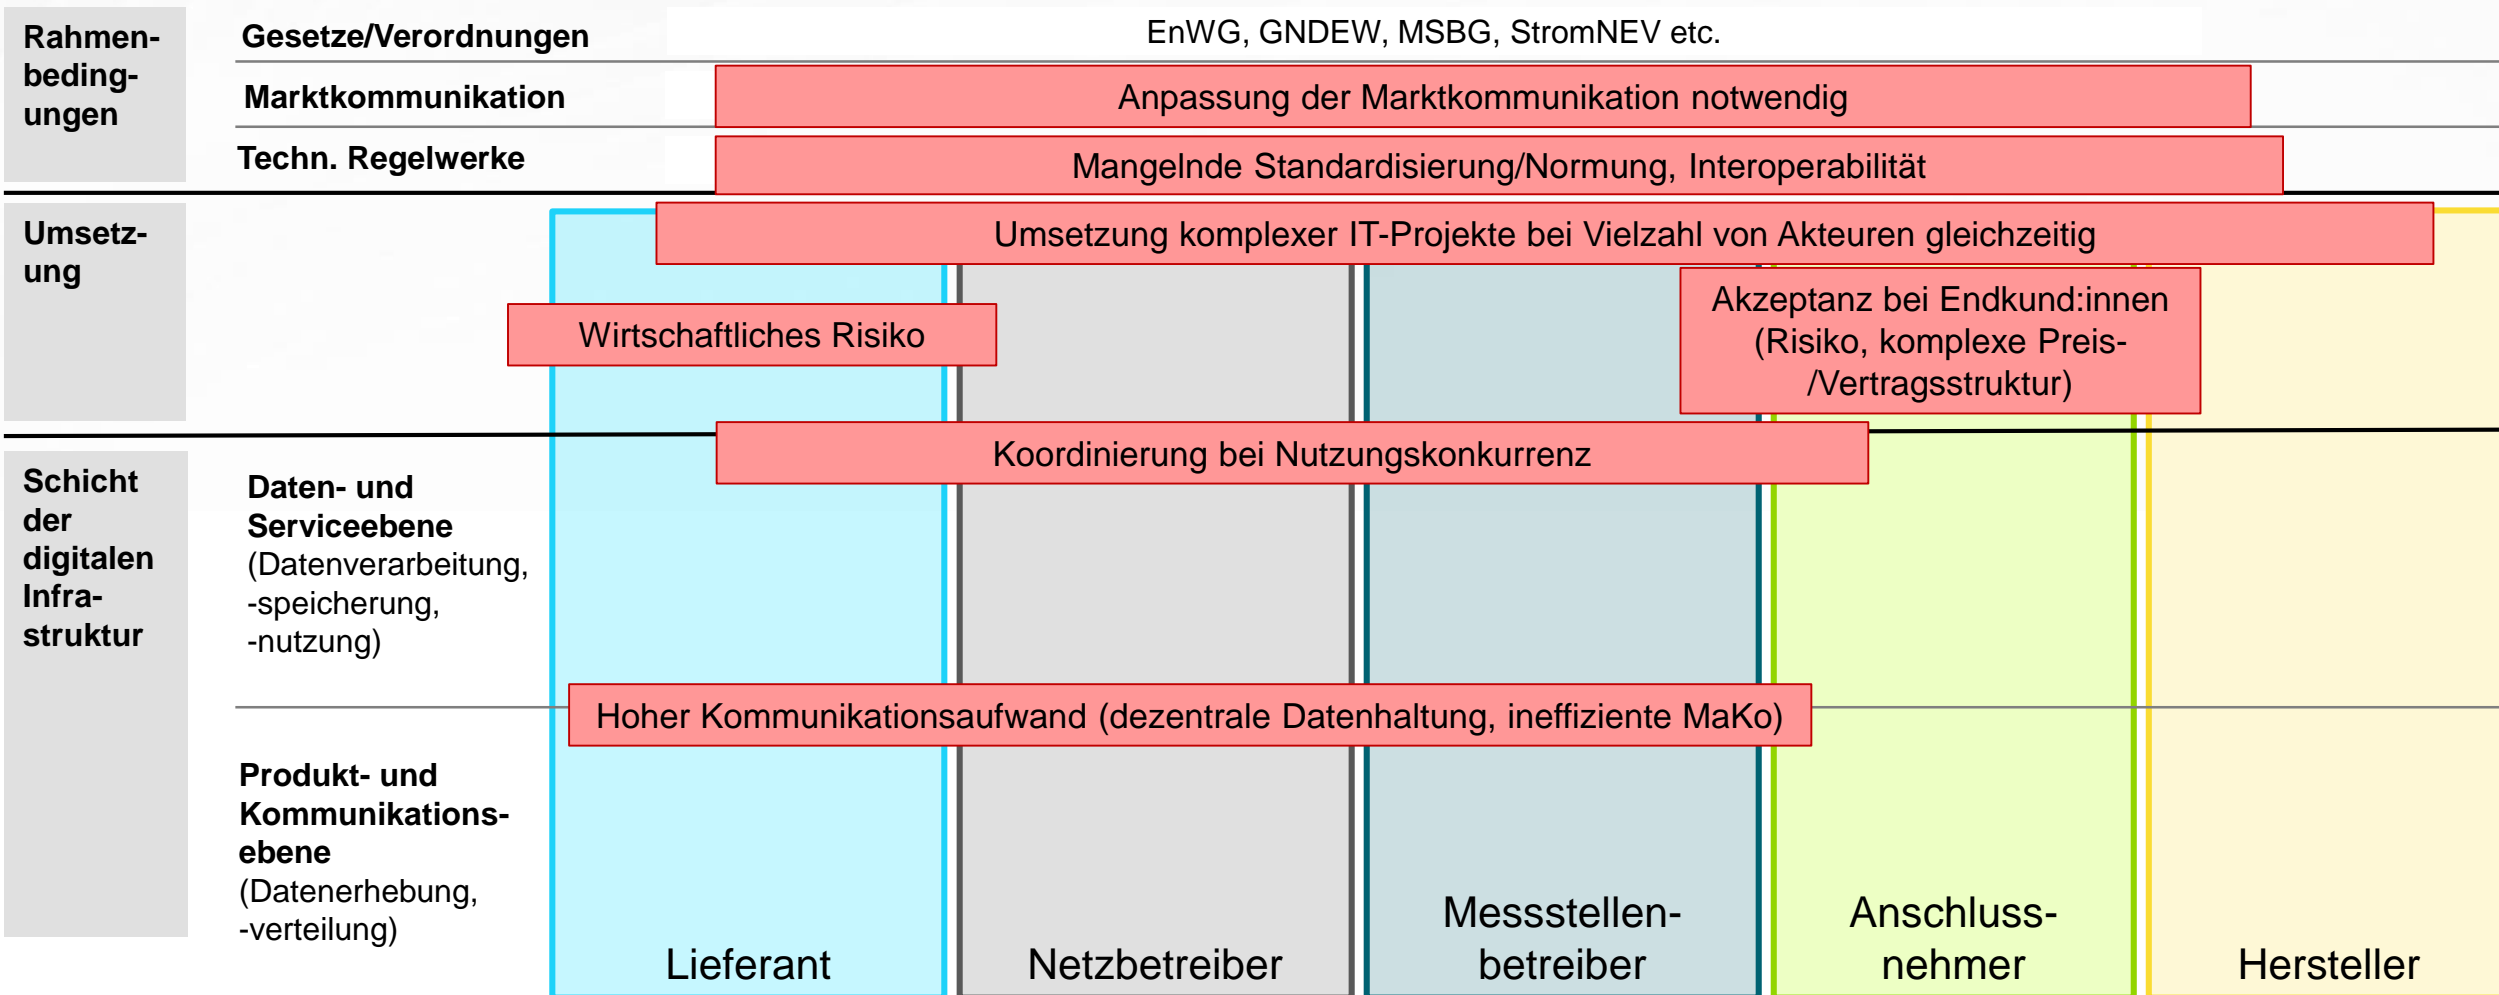 Rahmen-
beding-
ungen
Gesetze/Verordnungen
EnWG, GNDEW, MSBG, StromNEV etc.
Marktkommunikation
Anpassung der Marktkommunikation notwendig
Techn. Regelwerke
Mangelnde Standardisierung/Normung, Interoperabilität
Umsetz-
ung
Umsetzung komplexer IT-Projekte bei Vielzahl von Akteuren gleichzeitig
Wirtschaftliches Risiko
Akzeptanz bei Endkund:innen
(Risiko, komplexe Preis-
/Vertragsstruktur)
Koordinierung bei Nutzungskonkurrenz
Schicht
der
digitalen
Infra-
struktur
Daten- und
Serviceebene
(Datenverarbeitung,
-speicherung,
-nutzung)
Hoher Kommunikationsaufwand (dezentrale Datenhaltung, ineffiziente MaKo)
Produkt- und
Kommunikations-
ebene
(Datenerhebung,
-verteilung)
Lieferant
Netzbetreiber
Messstellen-
betreiber
Anschluss-
nehmer
Hersteller